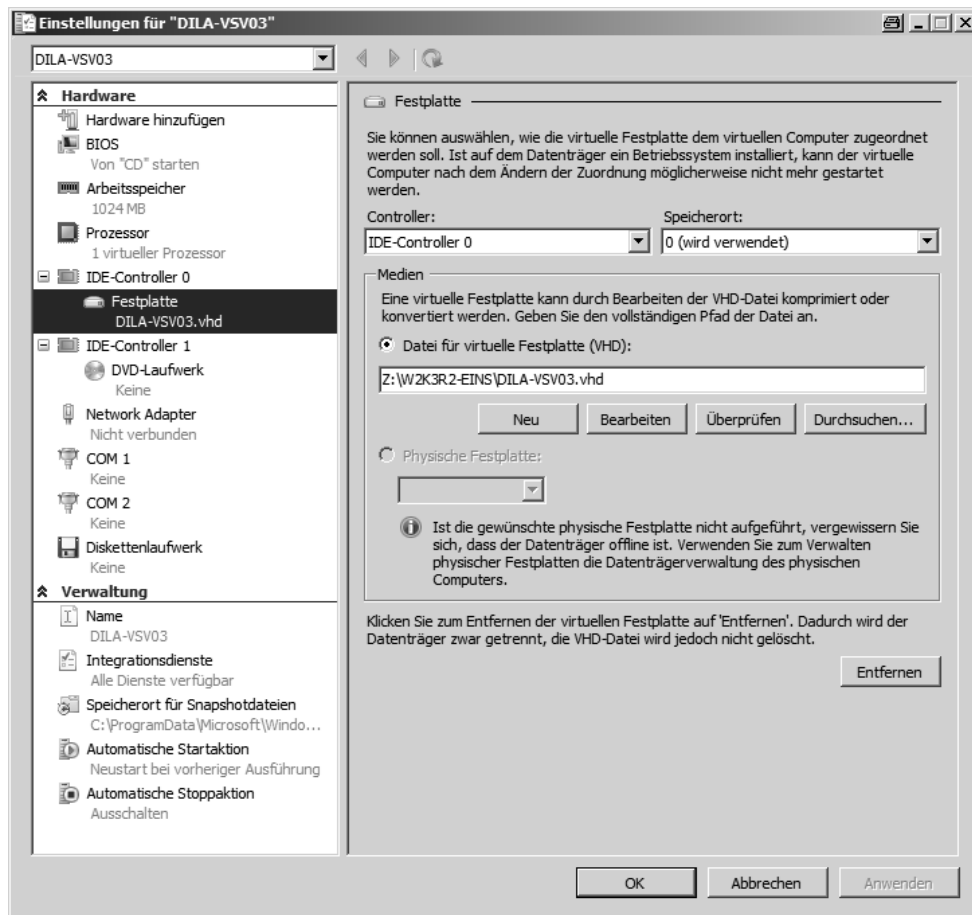 Einstellungen für "DILA-VSV03"
DILA-VSV03
Hardware
Hardware hinzufügen
BIOS
Von "CD" starten
Arbeitsspeicher
1024 MB
Prozessor
1 virtueller Prozessor
IDE-Controller 0
Festplatte
DILA-VSV03.vhd
IDE-Controller 1
DVD-Laufwerk
Keine
Network Adapter
Nicht verbunden
COM 1
Keine
COM 2
Keine
Diskettenlaufwerk
Keine
Verwaltung
Name
DILA-VSV03
Integrationsdienste
Alle Dienste verfügbar
Speicherort für Snapshotdateien
C:\ProgramData\Microsoft\Windo...
Automatische Startaktion
Neustart bei vorheriger Ausführung
Automatische Stoppaktion
Ausschalten
Festplatte
Sie können auswählen, wie die virtuelle Festplatte dem virtuellen Computer zugeordnet
werden soll. Ist auf dem Datenträger ein Betriebssystem installiert, kann der virtuelle
Computer nach dem Ändern der Zuordnung möglicherweise nicht mehr gestartet
werden.
Controller:
Speicherort:
IDE-Controller 0
0 (wird verwendet)
Medien
Eine virtuelle Festplatte kann durch Bearbeiten der VHD-Datei komprimiert oder
konvertiert werden. Geben Sie den vollständigen Pfad der Datei an.
Datei für virtuelle Festplatte (VHD):
Z:\W2K3R2-EINS\DILA-VSV03.vhd
Neu
Bearbeiten
Überprüfen
Durchsuchen...
Physische Festplatte:
Ist die gewünschte physische Festplatte nicht aufgeführt, vergewissern Sie
sich, dass der Datenträger offline ist. Verwenden Sie zum Verwalten
physischer Festplatten die Datenträgerverwaltung des physischen
Computers.
Klicken Sie zum Entfernen der virtuellen Festplatte auf 'Entfernen'. Dadurch wird der
Datenträger zwar getrennt, die VHD-Datei wird jedoch nicht gelöscht.
Entfernen
OK
Abbrechen
Anwenden